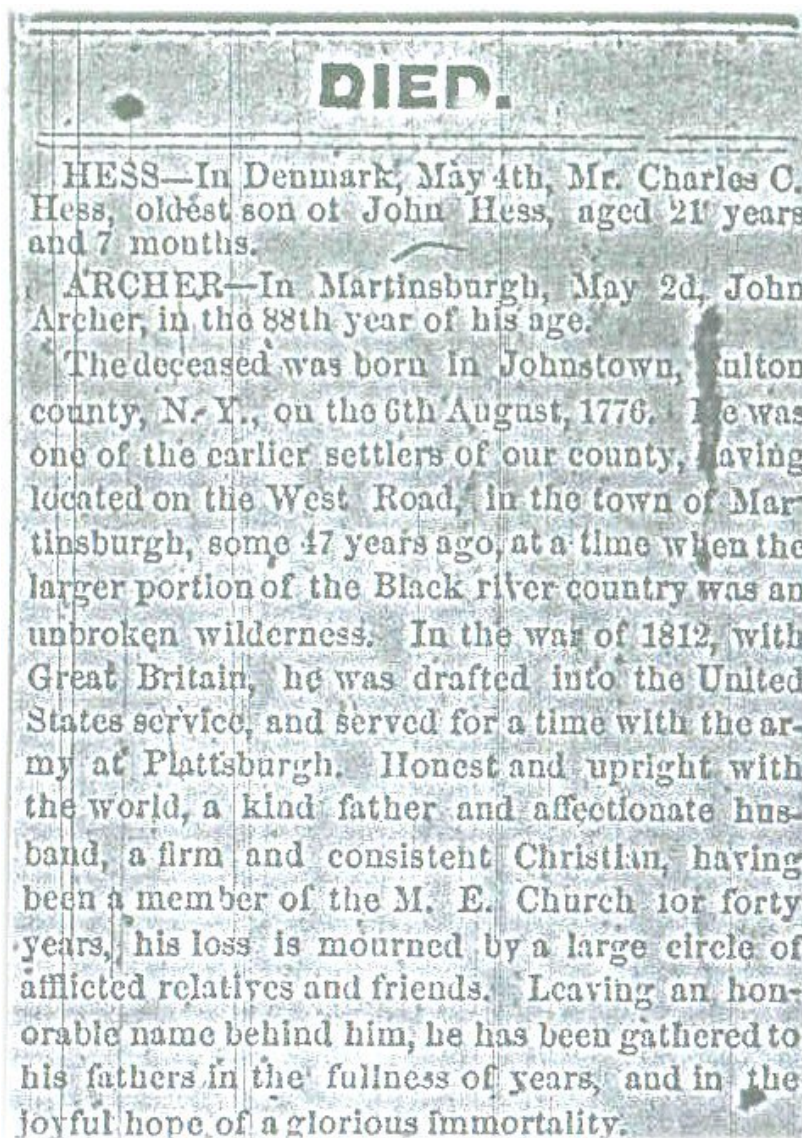 DIED.
HESS—In Denmark, May 4th, Mr. Charles C.
Hess, oldest son of John Hess, aged 21 years
and 7 months.
ARCHER—In Martinsburgh, May 2d, John
Archer, in the 88th year of his age.
The deceased was born in Johnstown, Fulton
county, N. Y., on the 6th August, 1776. He was
one of the earlier settlers of our county, having
located on the West Road, in the town of Mar
tinsburgh, some 47 years ago, at a time when the
larger portion of the Black river country was an
unbroken wilderness. In the war of 1812, with
Great Britain, he was drafted into the United
States service, and served for a time with the ar-
my at Plattsburgh. Honest and upright with
the world, a kind father and affectionate hus-
band, a firm and consistent Christian, having
been a member of the M. E. Church for forty
years, his loss is mourned by a large circle of
afflicted relatives and friends. Leaving an hon-
orable name behind him, he has been gathered to
his fathers in the fullness of years, and in the
joyful hope of a glorious immortality.